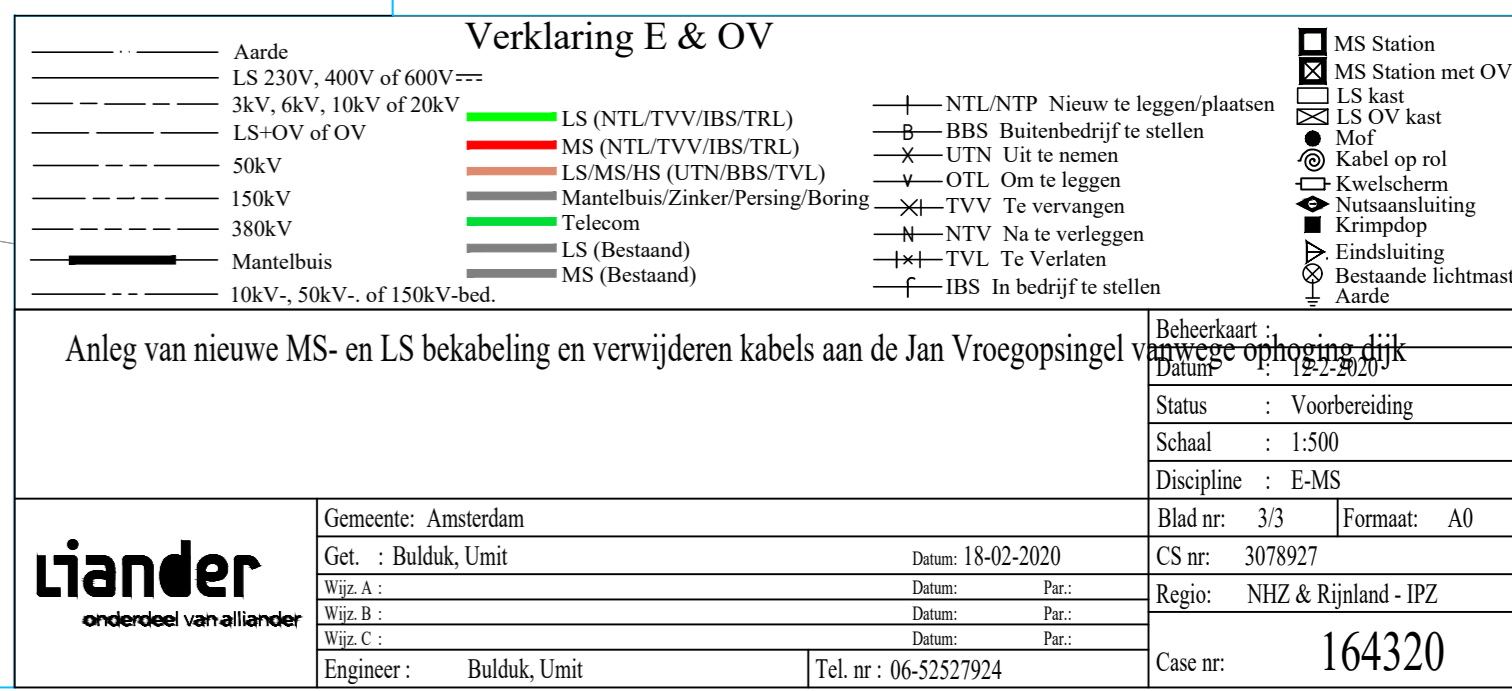 Verklaring E & OV
Aarde
LS 230V, 400V of 600V
3kV, 6kV, 10kV of 20kV
LS+OV of OV
50kV
150kV
380kV
Mantelbuis
10kV-, 50kV-. of 150kV-bed.
LS (NTL/TVV/IBS/TRL)
MS (NTL/TVV/IBS/TRL)
LS/MS/HS (UTN/BBS/TVL)
Mantelbuis/Zinker/Persing/Boring
Telecom
LS (Bestaand)
MS (Bestaand)
NTL/NTP Nieuw te leggen/plaatsen
B BBS Buitenbedrijf te stellen
UTN Uit te nemen
OTL Om te leggen
TVV Te vervangen
N NTV Na te verleggen
TVL Te Verlaten
IBS In bedrijf te stellen
MS Station
MS Station met OV
LS kast
LS OV kast
Mof
Kabel op rol
Kwelscherm
Nutsaansluiting
Krimpdop
Eindsluiting
Bestaande lichtmast
Aarde
Anleg van nieuwe MS- en LS bekabeling en verwijderen kabels aan de Jan Vroegopsingel vanwege ophoging dijk
Beheerkaart :
Datum : 12-2-2020
Status : Voorbereiding
Schaal : 1:500
Discipline : E-MS
Blad nr: 3/3 Formaat: A0
CS nr: 3078927
Regio: NHZ & Rijnland - IPZ
Case nr: 164320
Liander
onderdeel van alliander
Gemeente: Amsterdam
Get. : Bulduk, Umit Datum: 18-02-2020
Wijz. A : Datum: Par.:
Wijz. B : Datum: Par.:
Wijz. C : Datum: Par.:
Engineer : Bulduk, Umit Tel. nr : 06-52527924